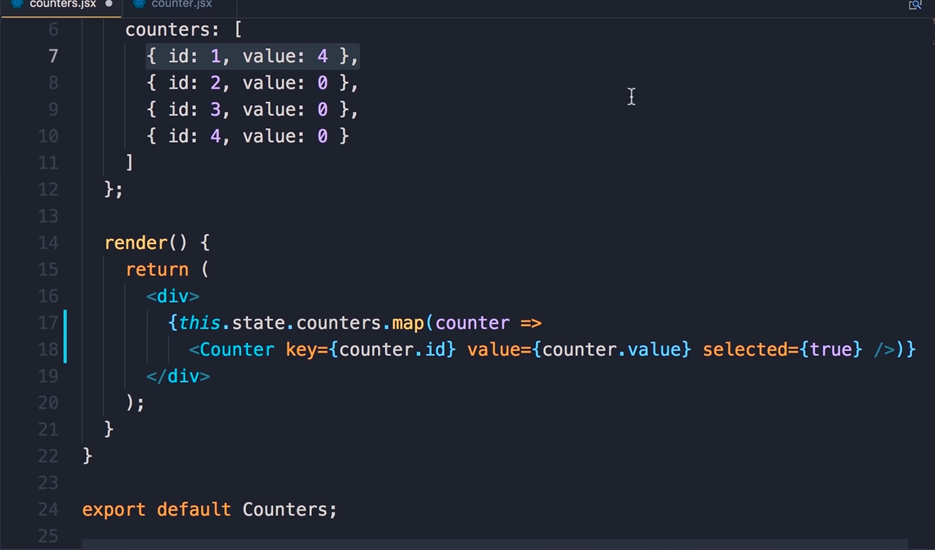 counters.jsx
counter.jsx
6 counters: [
7 { id: 1, value: 4 },
8 { id: 2, value: 0 },
9 { id: 3, value: 0 },
10 { id: 4, value: 0 }
11 ]
12 };
13
14 render() {
15 return (
16 <div>
17 {this.state.counters.map(counter =>
18 <Counter key={counter.id} value={counter.value} selected={true} />)}
19 </div>
20 );
21 }
22 }
23
24 export default Counters;
25